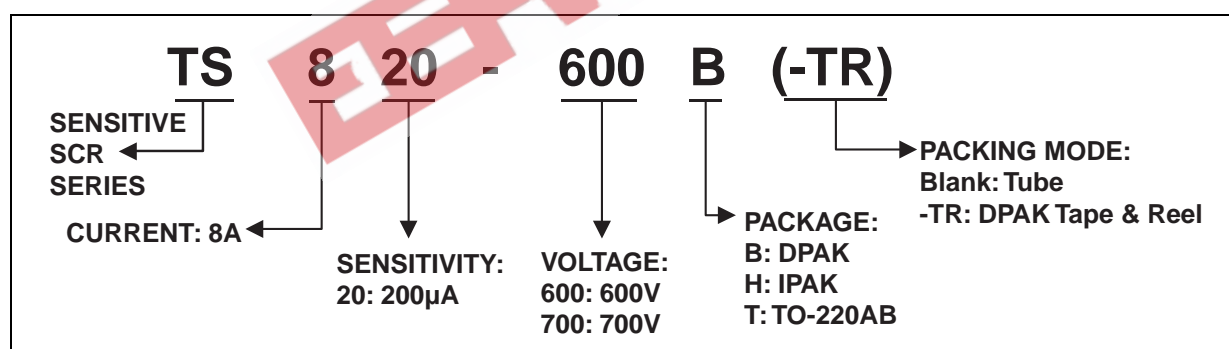 TS 8 20 - 600 B (-TR)
SENSITIVE
SCR
SERIES
CURRENT: 8A
SENSITIVITY:
20: 200µA
VOLTAGE:
600: 600V
700: 700V
PACKAGE:
B: DPAK
H: IPAK
T: TO-220AB
PACKING MODE:
Blank: Tube
-TR: DPAK Tape & Reel